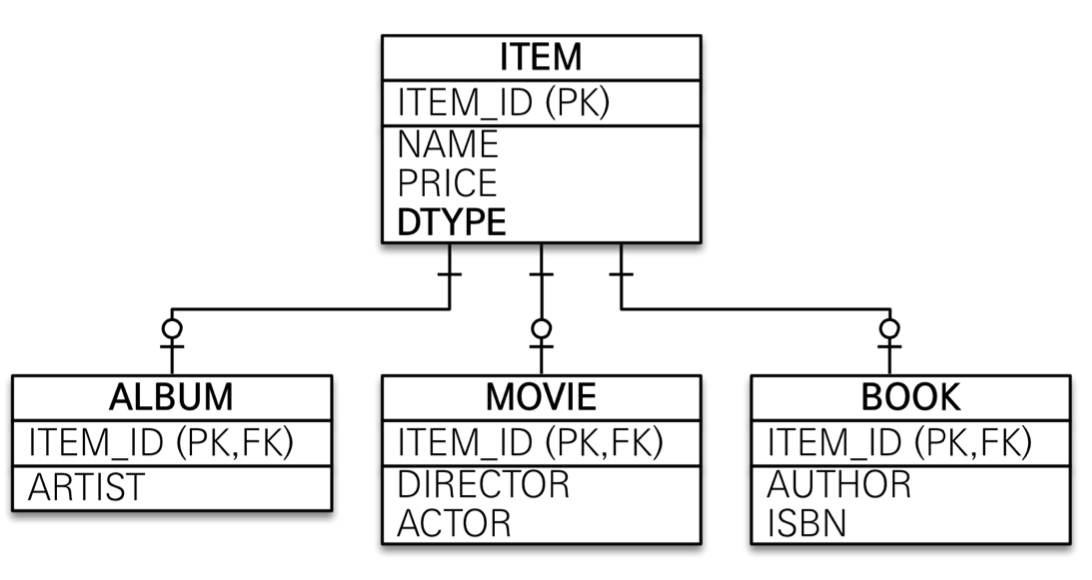 ITEM
ITEM_ID (PK)
NAME
PRICE
DTYPE
ALBUM
ITEM_ID (PK,FK)
ARTIST
MOVIE
ITEM_ID (PK,FK)
DIRECTOR
ACTOR
BOOK
ITEM_ID (PK,FK)
AUTHOR
ISBN